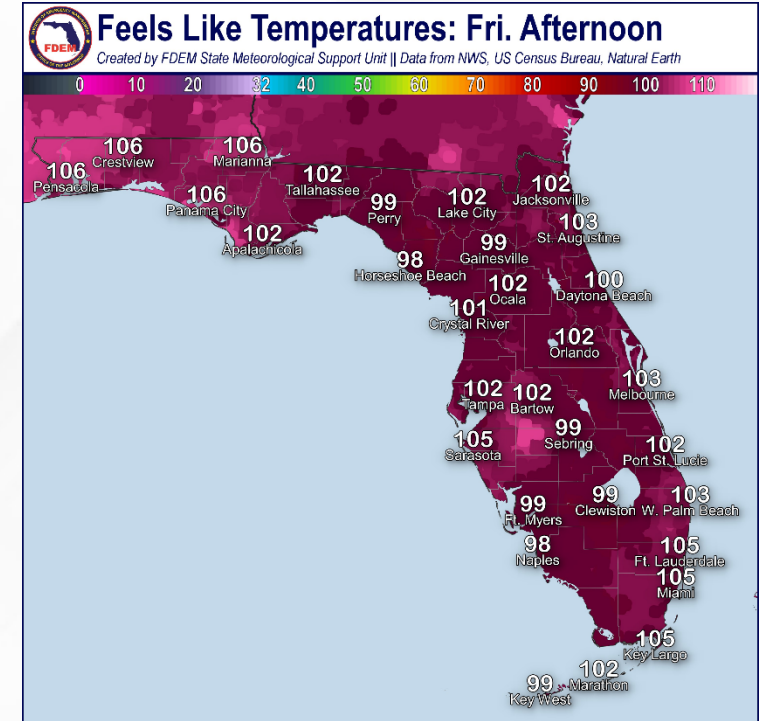 FDEM
Feels Like Temperatures: Fri. Afternoon
Created by FDEM State Meteorological Support Unit || Data from NWS, US Census Bureau, Natural Earth
0 10 20 32 40 50 60 70 80 90 100 110
106
Crestview
106
Marianna
106
Pensacola
102
Tallahassee
106
Panama City
99
Perry
102
Lake City
102
Jacksonville
102
Apalachicola
103
St. Augustine
98
Horseshoe Beach
99
Gainesville
102
Ocala
100
Daytona Beach
101
Crystal River
102
Orlando
102
Tampa
102
Bartow
103
Melbourne
105
Sarasota
99
Sebring
102
Port St. Lucie
99
Ft. Myers
99
Clewiston
103
W. Palm Beach
98
Naples
105
Ft. Lauderdale
105
Miami
105
Key Largo
102
Marathon
99
Key West